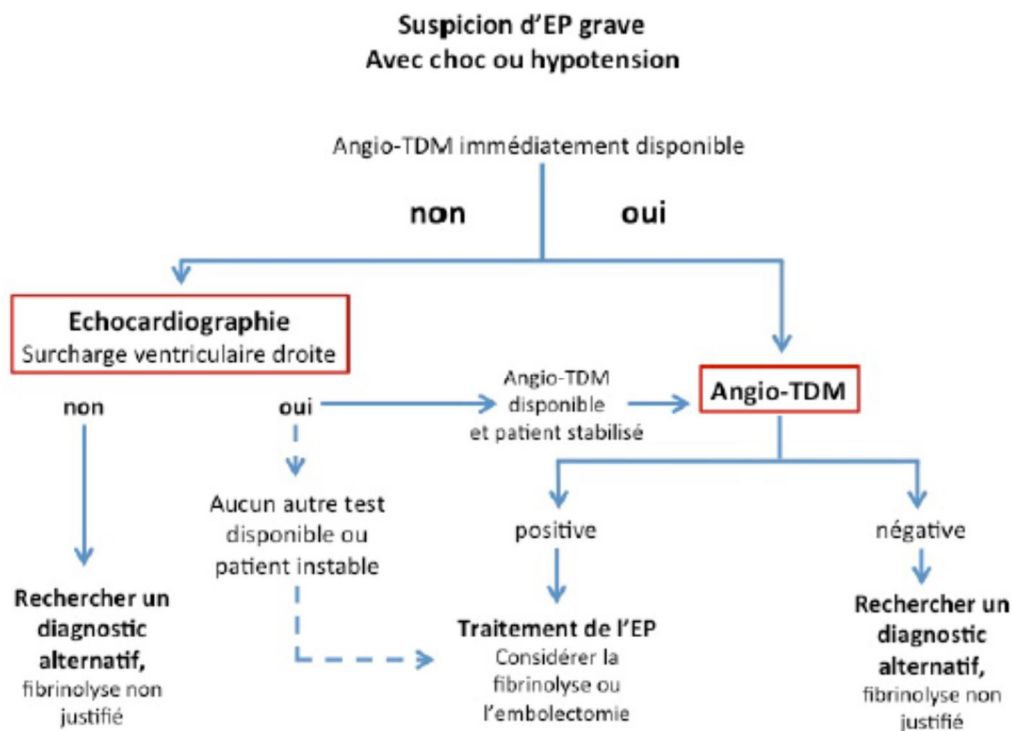 Suspicion d'EP grave
Avec choc ou hypotension
Angio-TDM immédiatement disponible
non
oui
Echocardiographie
Surcharge ventriculaire droite
non
oui
Angio-TDM
disponible
et patient stabilisé
Angio-TDM
Aucun autre test
disponible ou
patient instable
positive
négative
Rechercher un
diagnostic
alternatif,
fibrinolyse non
justifié
Traitement de l'EP
Considérer la
fibrinolyse ou
l'embolectomie
Rechercher un
diagnostic
alternatif,
fibrinolyse non
justifié